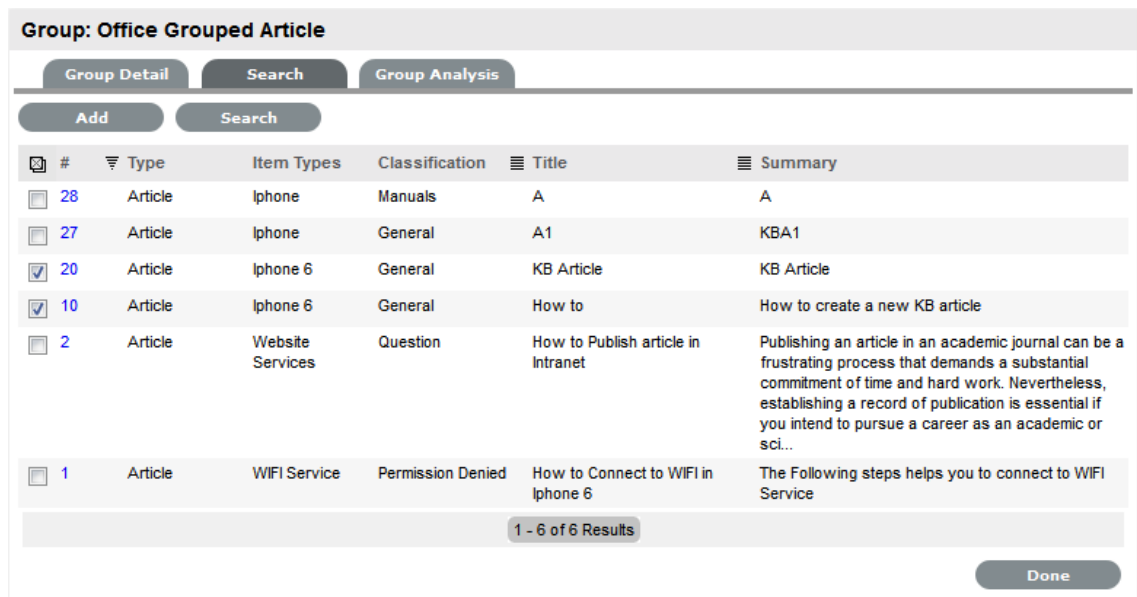 Group: Office Grouped Article
Group Detail Search Group Analysis
Add Search
# Type Item Types Classification Title Summary
28 Article Iphone Manuals A A
27 Article Iphone General A1 KBA1
20 Article Iphone 6 General KB Article KB Article
10 Article Iphone 6 General How to How to create a new KB article
2 Article Website Question How to Publish article in Publishing an article in an academic journal can be a
Services Intranet frustrating process that demands a substantial
commitment of time and hard work. Nevertheless,
establishing a record of publication is essential if
you intend to pursue a career as an academic or
sci...
1 Article WIFI Service Permission Denied How to Connect to WIFI in The Following steps helps you to connect to WIFI
Iphone 6 Service
1 - 6 of 6 Results
Done